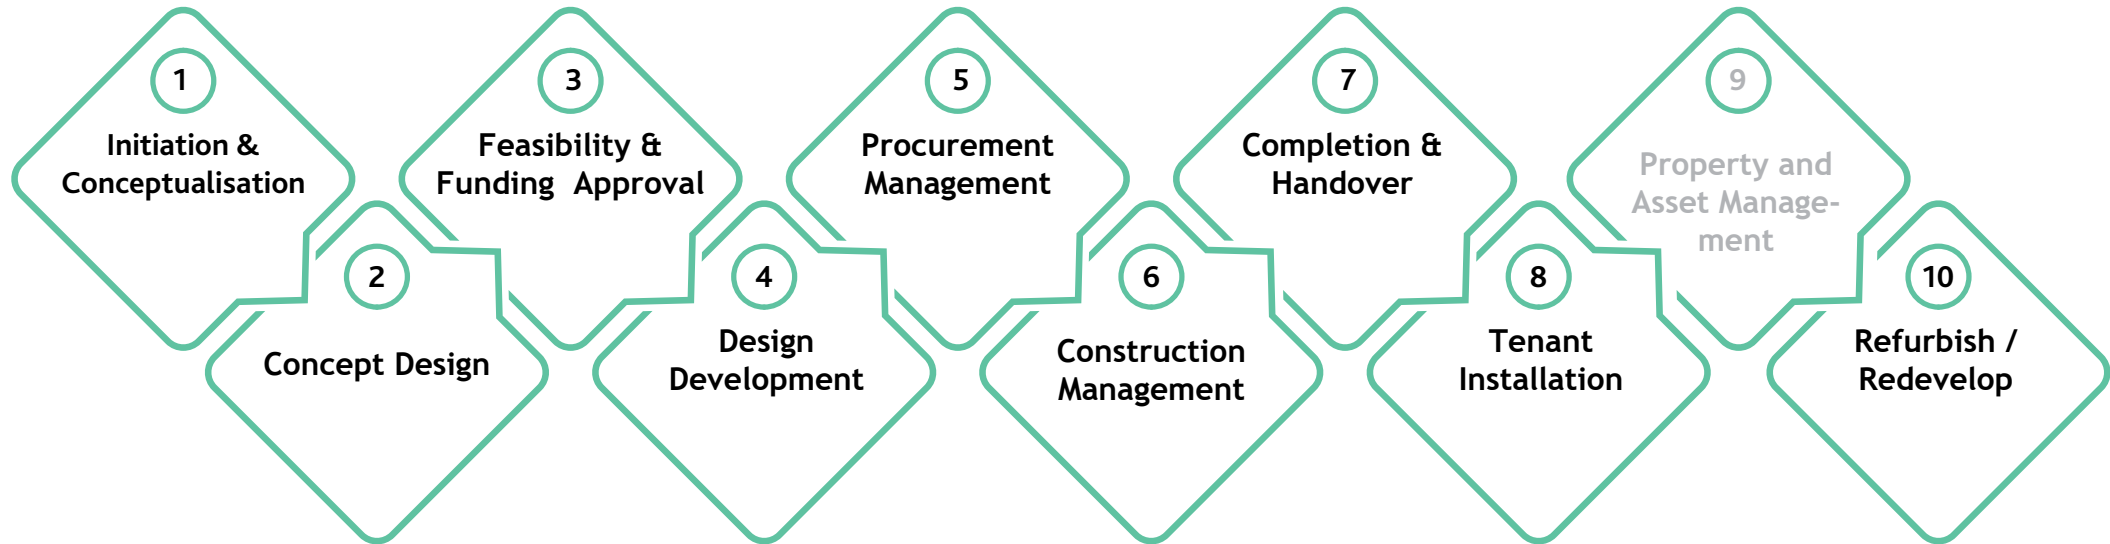 1
Initiation &
Conceptualisation
2
Concept Design
3
Feasibility &
Funding Approval
4
Design
Development
5
Procurement
Management
6
Construction
Management
7
Completion &
Handover
8
Tenant
Installation
9
Property and
Asset Manage-
ment
10
Refurbish /
Redevelop